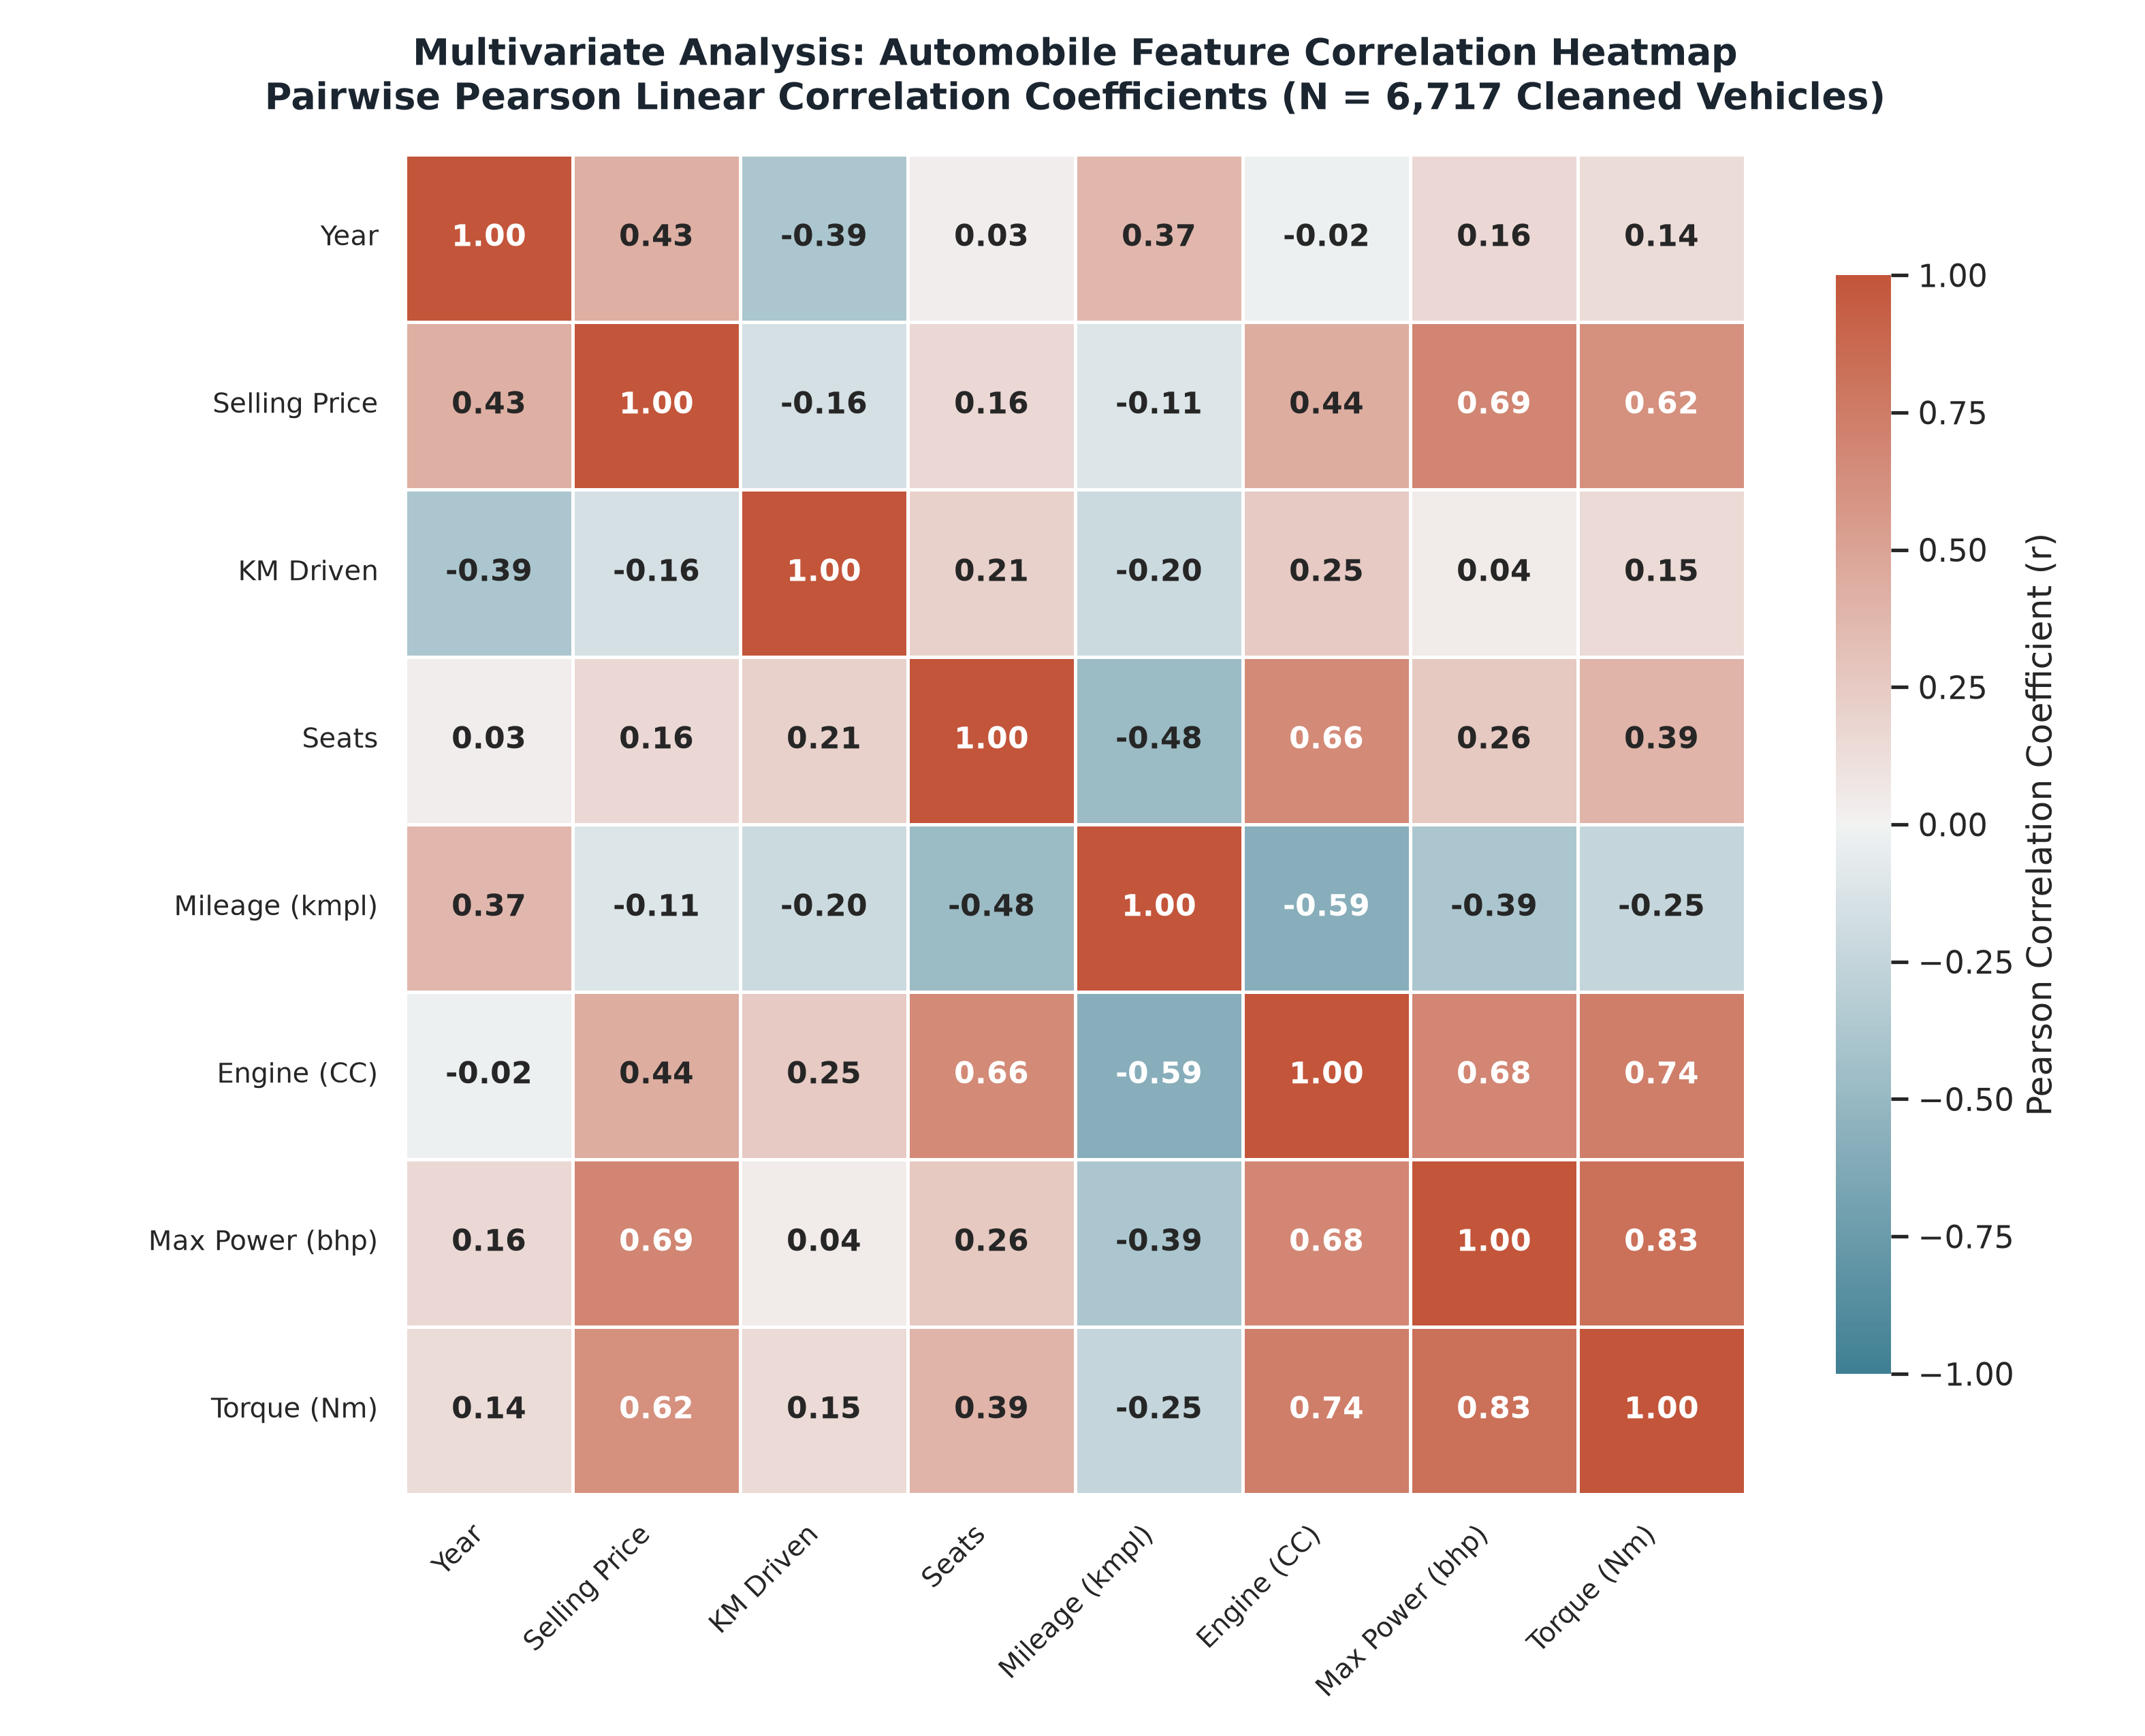 Multivariate Analysis: Automobile Feature Correlation Heatmap
Pairwise Pearson Linear Correlation Coefficients (N = 6,717 Cleaned Vehicles)
Year 1.00 0.43 -0.39 0.03 0.37 -0.02 0.16 0.14
Selling Price 0.43 1.00 -0.16 0.16 -0.11 0.44 0.69 0.62
KM Driven -0.39 -0.16 1.00 0.21 -0.20 0.25 0.04 0.15
Seats 0.03 0.16 0.21 1.00 -0.48 0.66 0.26 0.39
Mileage (kmpl) 0.37 -0.11 -0.20 -0.48 1.00 -0.59 -0.39 -0.25
Engine (CC) -0.02 0.44 0.25 0.66 -0.59 1.00 0.68 0.74
Max Power (bhp) 0.16 0.69 0.04 0.26 -0.39 0.68 1.00 0.83
Torque (Nm) 0.14 0.62 0.15 0.39 -0.25 0.74 0.83 1.00
Year
Selling Price
KM Driven
Seats
Mileage (kmpl)
Engine (CC)
Max Power (bhp)
Torque (Nm)
1.00
0.75
0.50
0.25
0.00
−0.25
−0.50
−0.75
−1.00
Pearson Correlation Coefficient (r)